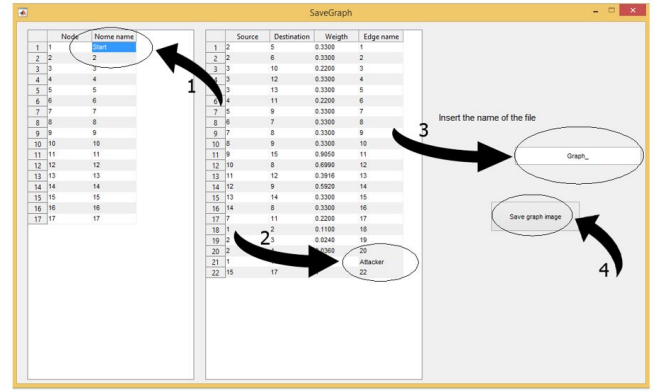 SaveGraph
Node Nome name
1 1 Start
2 2 2
3 3 3
4 4 4
5 5 5
6 6 6
7 7 7
8 8 8
9 9 9
10 10 10
11 11 11
12 12 12
13 13 13
14 14 14
15 15 15
16 16 16
17 17 17
1
Source Destination Weigth Edge name
1 2 5 0.3300 1
2 2 6 0.3300 2
3 3 10 0.2200 3
3 12 0.3300 4
3 13 0.3300 5
6 4 11 0.2200 6
7 5 9 0.3300 7
8 6 7 0.3300 8
9 7 8 0.3300 9
10 8 9 0.3300 10
11 9 15 0.9050 11
12 10 8 0.6990 12
13 11 12 0.3916 13
14 12 9 0.5920 14
15 13 14 0.3300 15
16 14 8 0.3300 16
17 7 11 0.2200 17
18 1 2 0.1100 18
19 2 3 0.0240 19
20 2 0.0360 20
21 1 Attacker
22 15 17 22
2
Insert the name of the file
3
Graph_
Save graph image
4